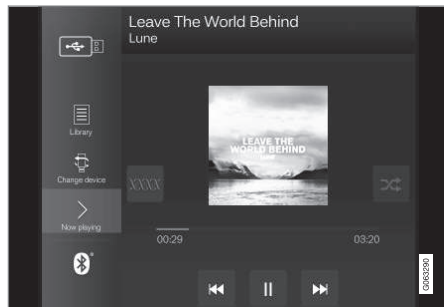 Leave The World Behind
Lune
Library
Change device
Now playing
LEAVE THE
WORLD BEHIND
LUNE
XXXX
00:29
03:20
G063290